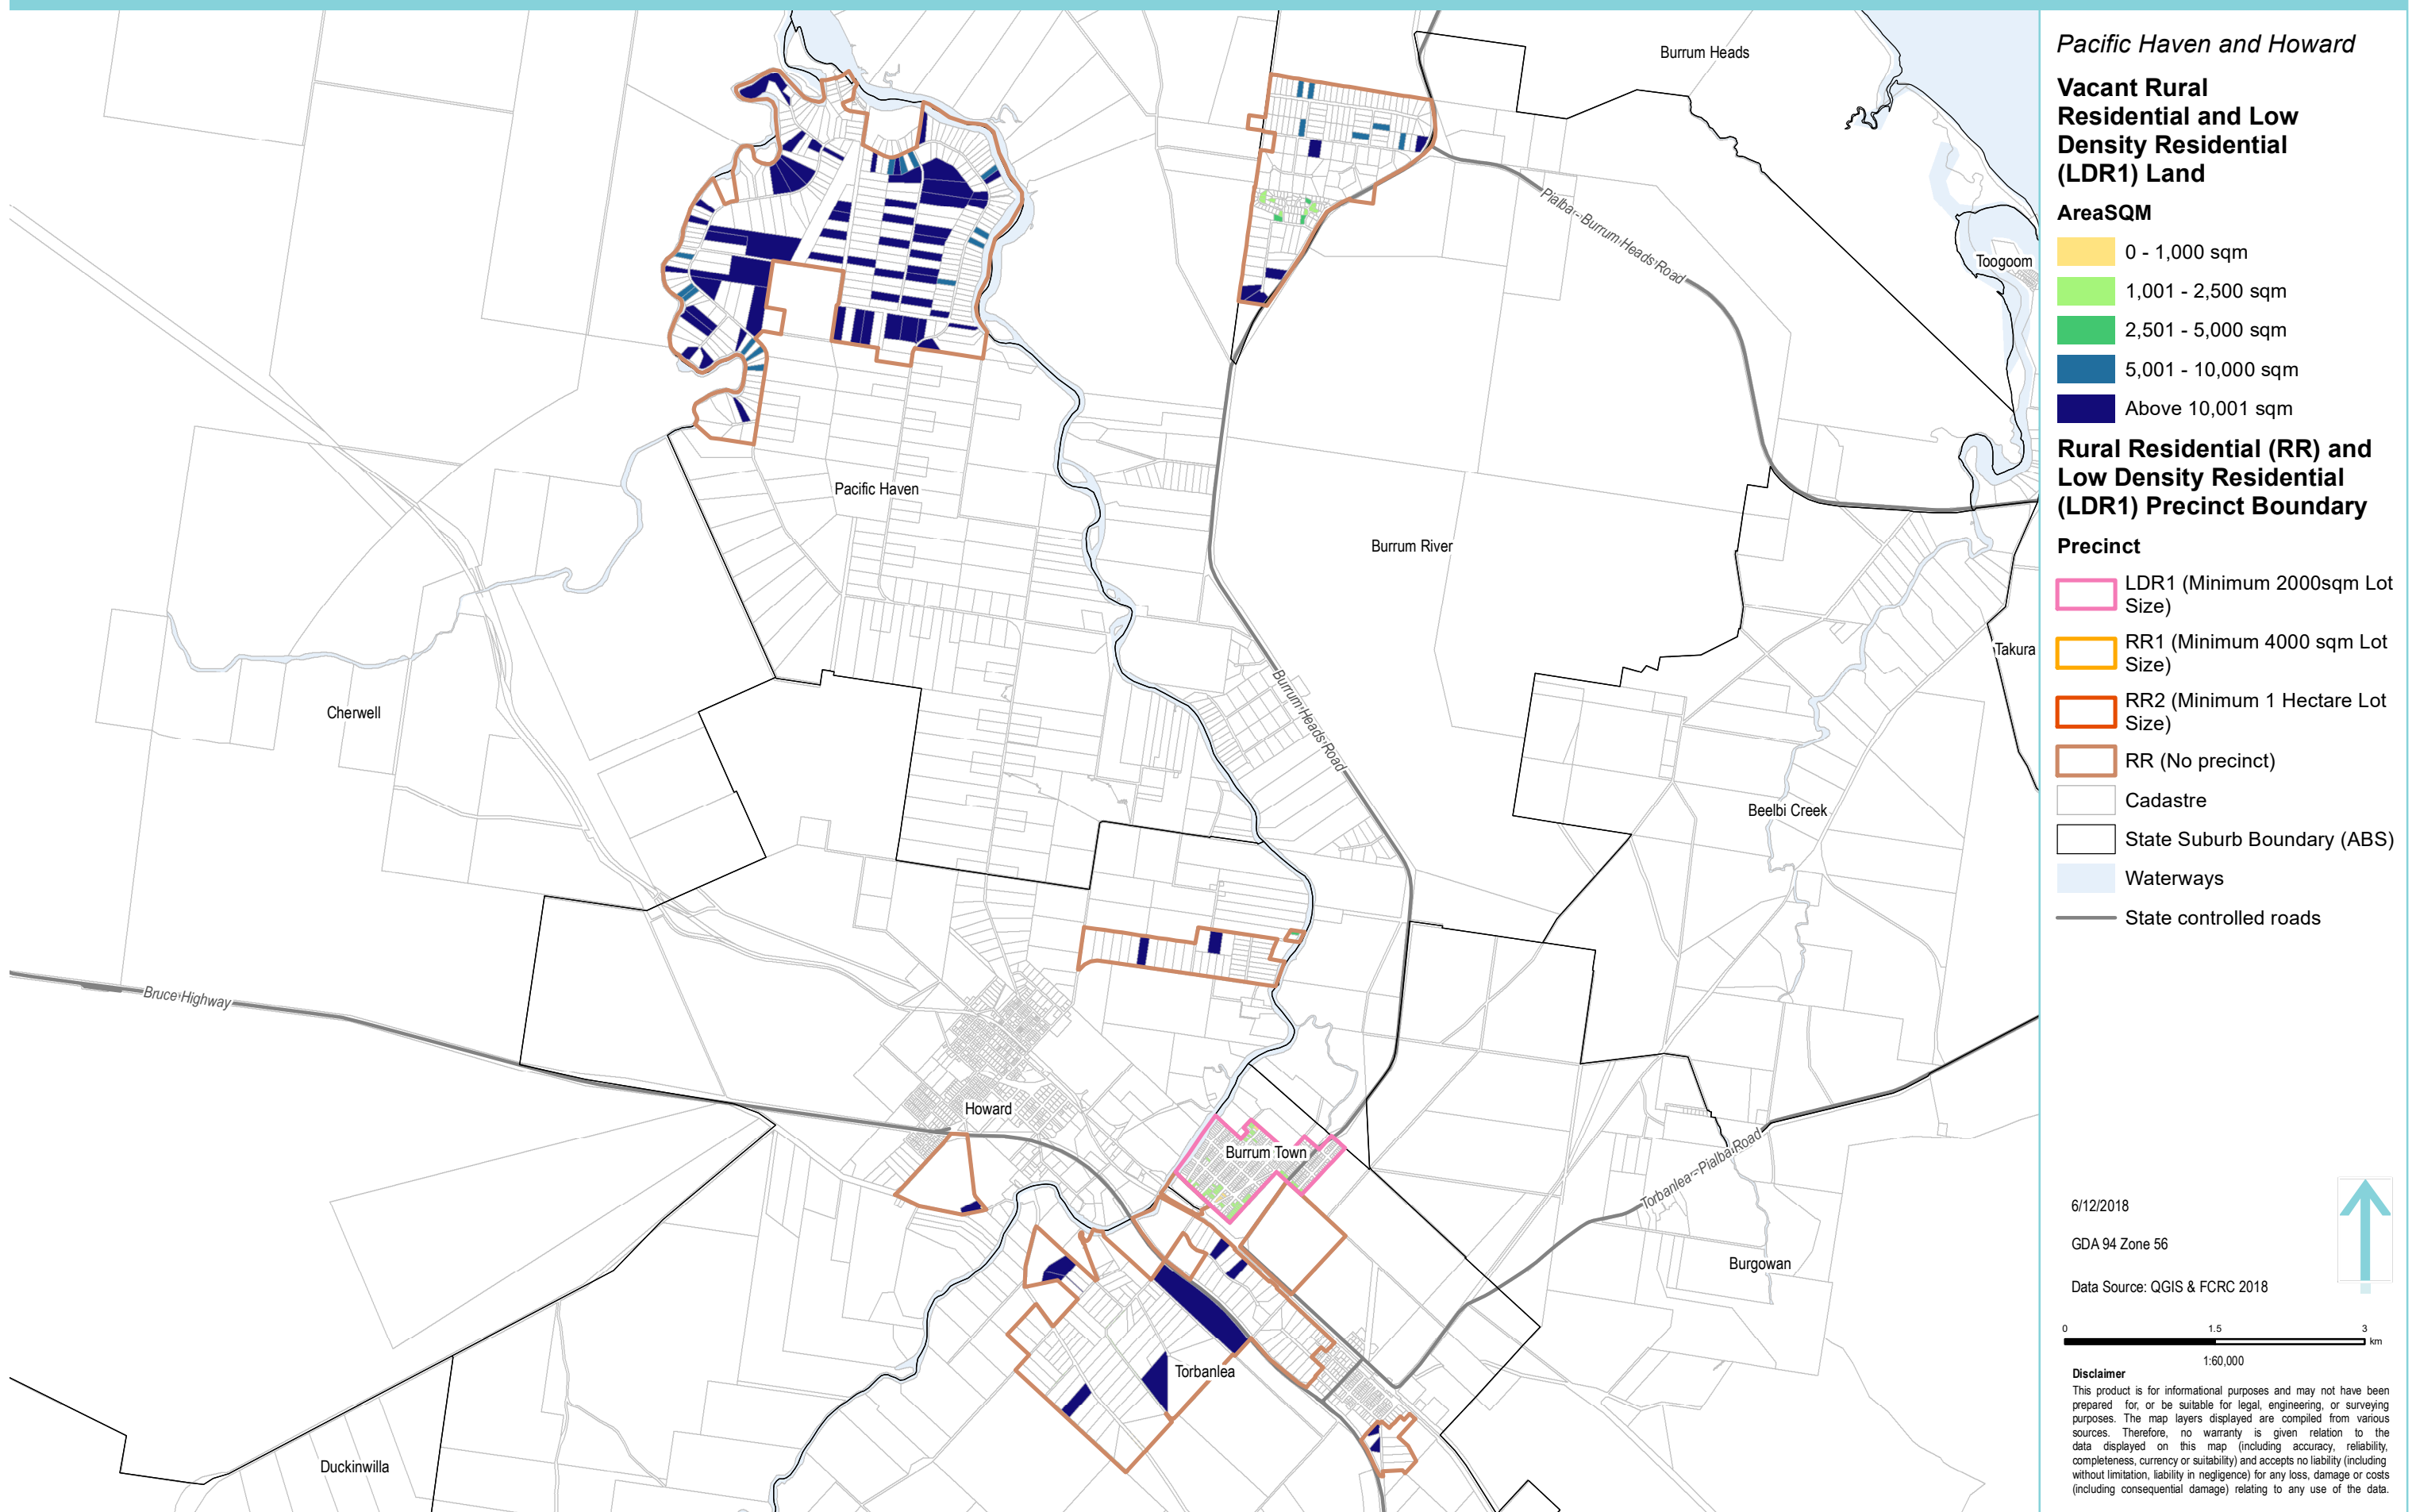 Pacific Haven and Howard
Vacant Rural
Residential and Low
Density Residential
(LDR1) Land
AreaSQM
0 - 1,000 sqm
1,001 - 2,500 sqm
2,501 - 5,000 sqm
5,001 - 10,000 sqm
Above 10,001 sqm
Rural Residential (RR) and
Low Density Residential
(LDR1) Precinct Boundary
Precinct
LDR1 (Minimum 2000sqm Lot
Size)
RR1 (Minimum 4000 sqm Lot
Size)
RR2 (Minimum 1 Hectare Lot
Size)
RR (No precinct)
Cadastre
State Suburb Boundary (ABS)
Waterways
State controlled roads
6/12/2018
GDA 94 Zone 56
Data Source: QGIS & FCRC 2018
0 1.5 3
km
1:60,000
Disclaimer
This product is for informational purposes and may not have been
prepared for, or be suitable for legal, engineering, or surveying
purposes. The map layers displayed are compiled from various
sources. Therefore, no warranty is given relation to the
data displayed on this map (including accuracy, reliability,
completeness, currency or suitability) and accepts no liability (including
without limitation, liability in negligence) for any loss, damage or costs
(including consequential damage) relating to any use of the data.
Burrum Heads
Pialba - Burrum Heads Road
Toogoom
Pacific Haven
Burrum River
Takura
Cherwell
Burrum Heads Road
Beelbi Creek
Bruce Highway
Howard
Burrum Town
Torbanlea - Pialba Road
Burgowan
Torbanlea
Duckinwilla